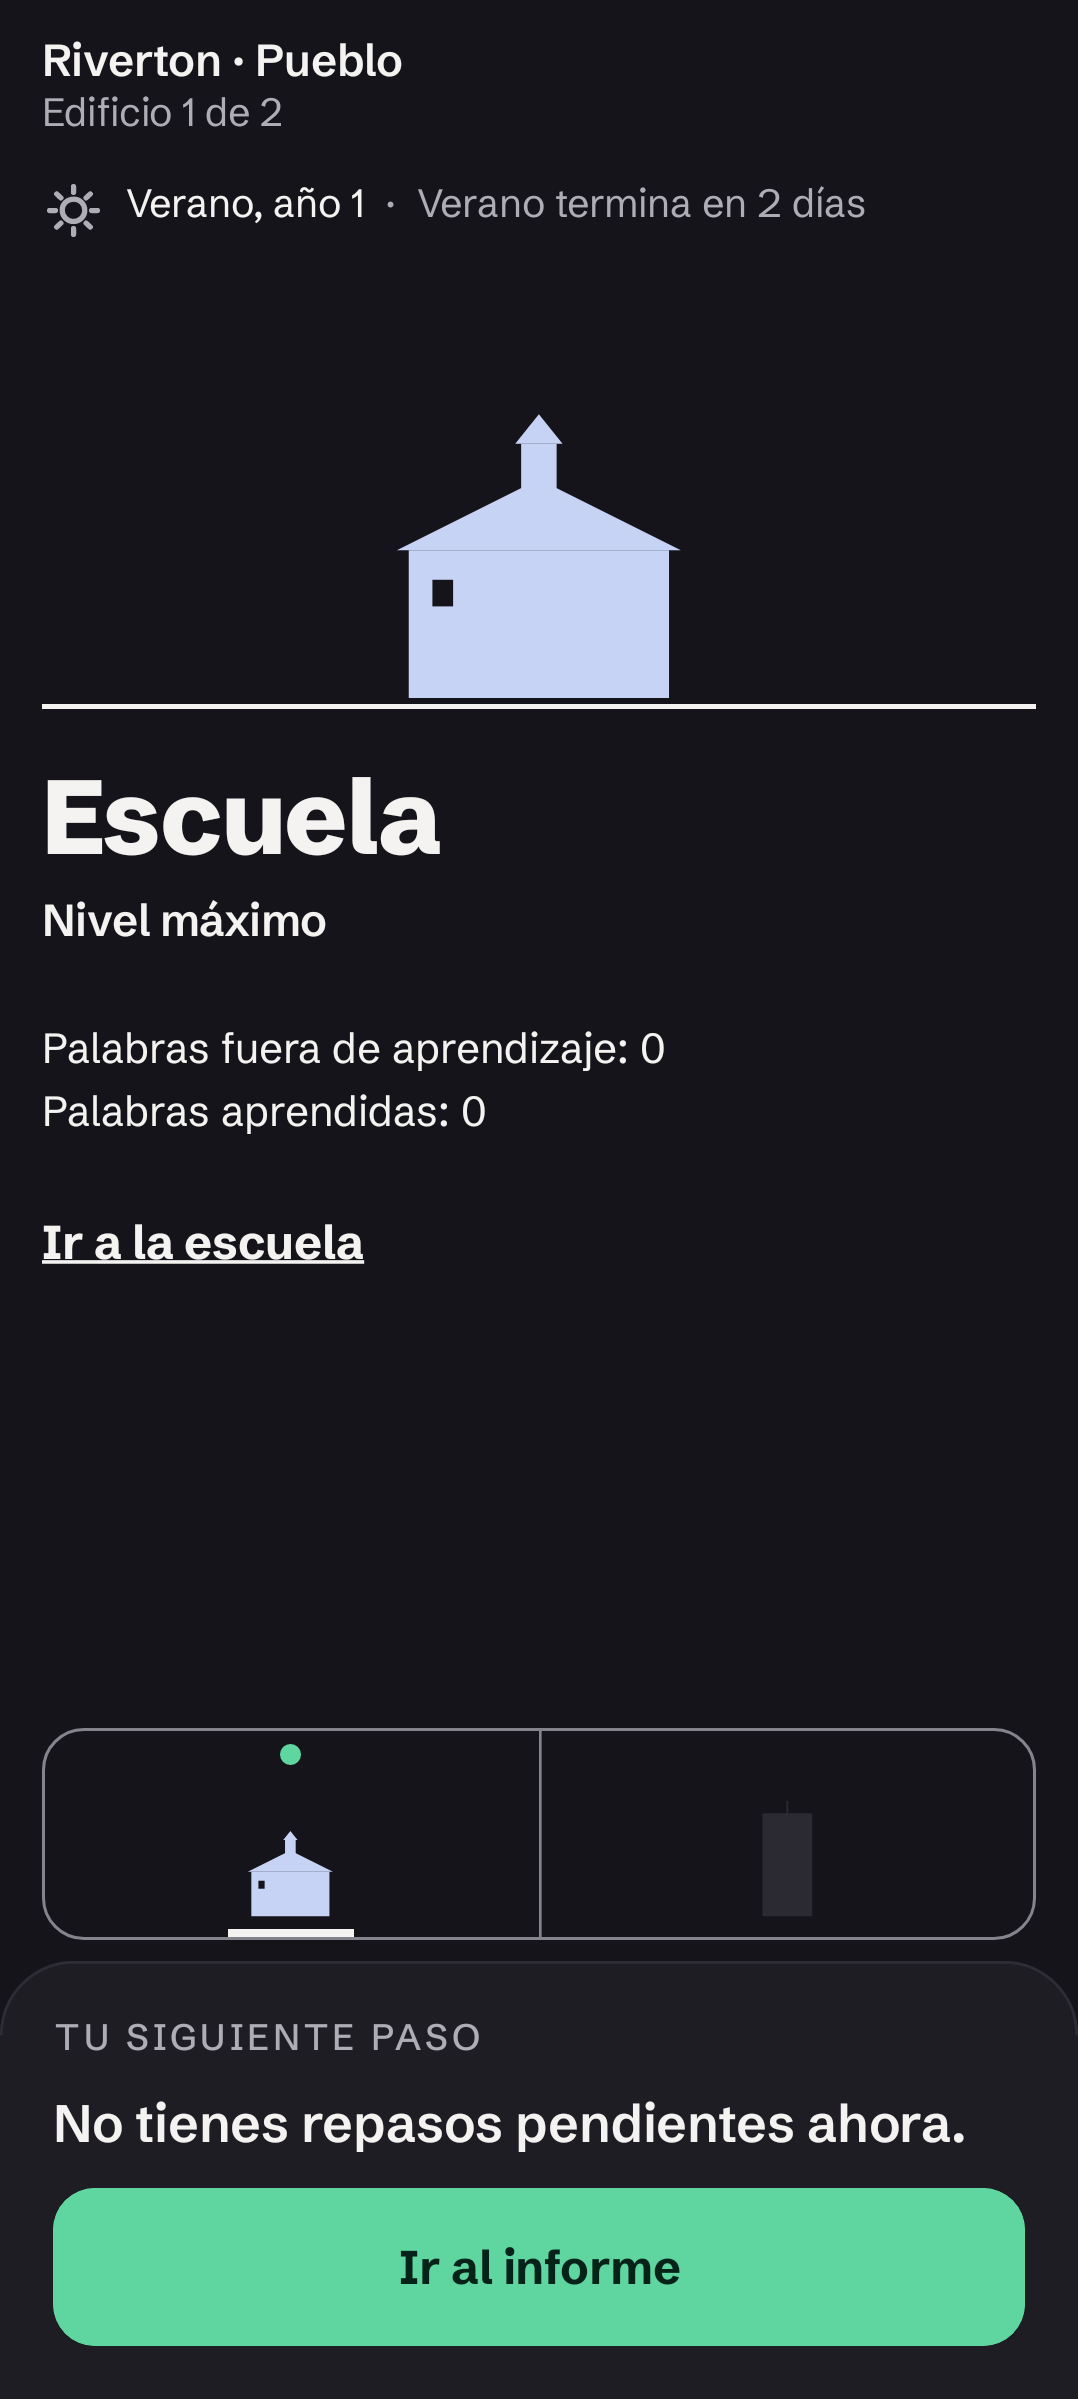 Riverton · Pueblo
Edificio 1 de 2
Verano, año 1 · Verano termina en 2 días
Escuela
Nivel máximo
Palabras fuera de aprendizaje: 0
Palabras aprendidas: 0
Ir a la escuela
TU SIGUIENTE PASO
No tienes repasos pendientes ahora.
Ir al informe